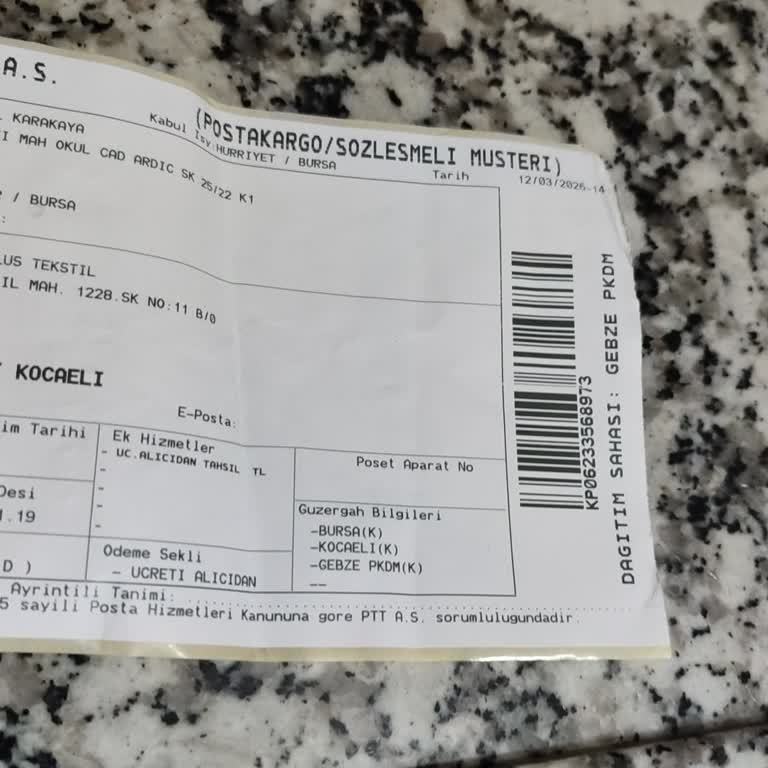 A.S.
(POSTAKARGO/SOZLESMELI MUSTERI)
KARAKAYA
Kabul Isy:HURRIYET / BURSA
Tarih
12/03/2026-14
I MAH OKUL CAD ARDIC SK 25/22 K1
/ BURSA
:
LUS TEKSTIL
IL MAH. 1228.SK NO:11 B/0
KOCAELI
E-Posta:
im Tarihi
Ek Hizmetler
- UC.ALICIDAN TAHSIL TL
-
-
-
-
Poset Aparat No
Desi
1.19
Guzergah Bilgileri
-BURSA(K)
-KOCAELI(K)
-GEBZE PKDM(K)
--
Odeme Sekli
- UCRETI ALICIDAN
D )
Ayrintili Tanimi:
5 sayili Posta Hizmetleri Kanununa gore PTT A.S. sorumlulugundadir.
KP06233568973
DAGITIM SAHASI: GEBZE PKDM